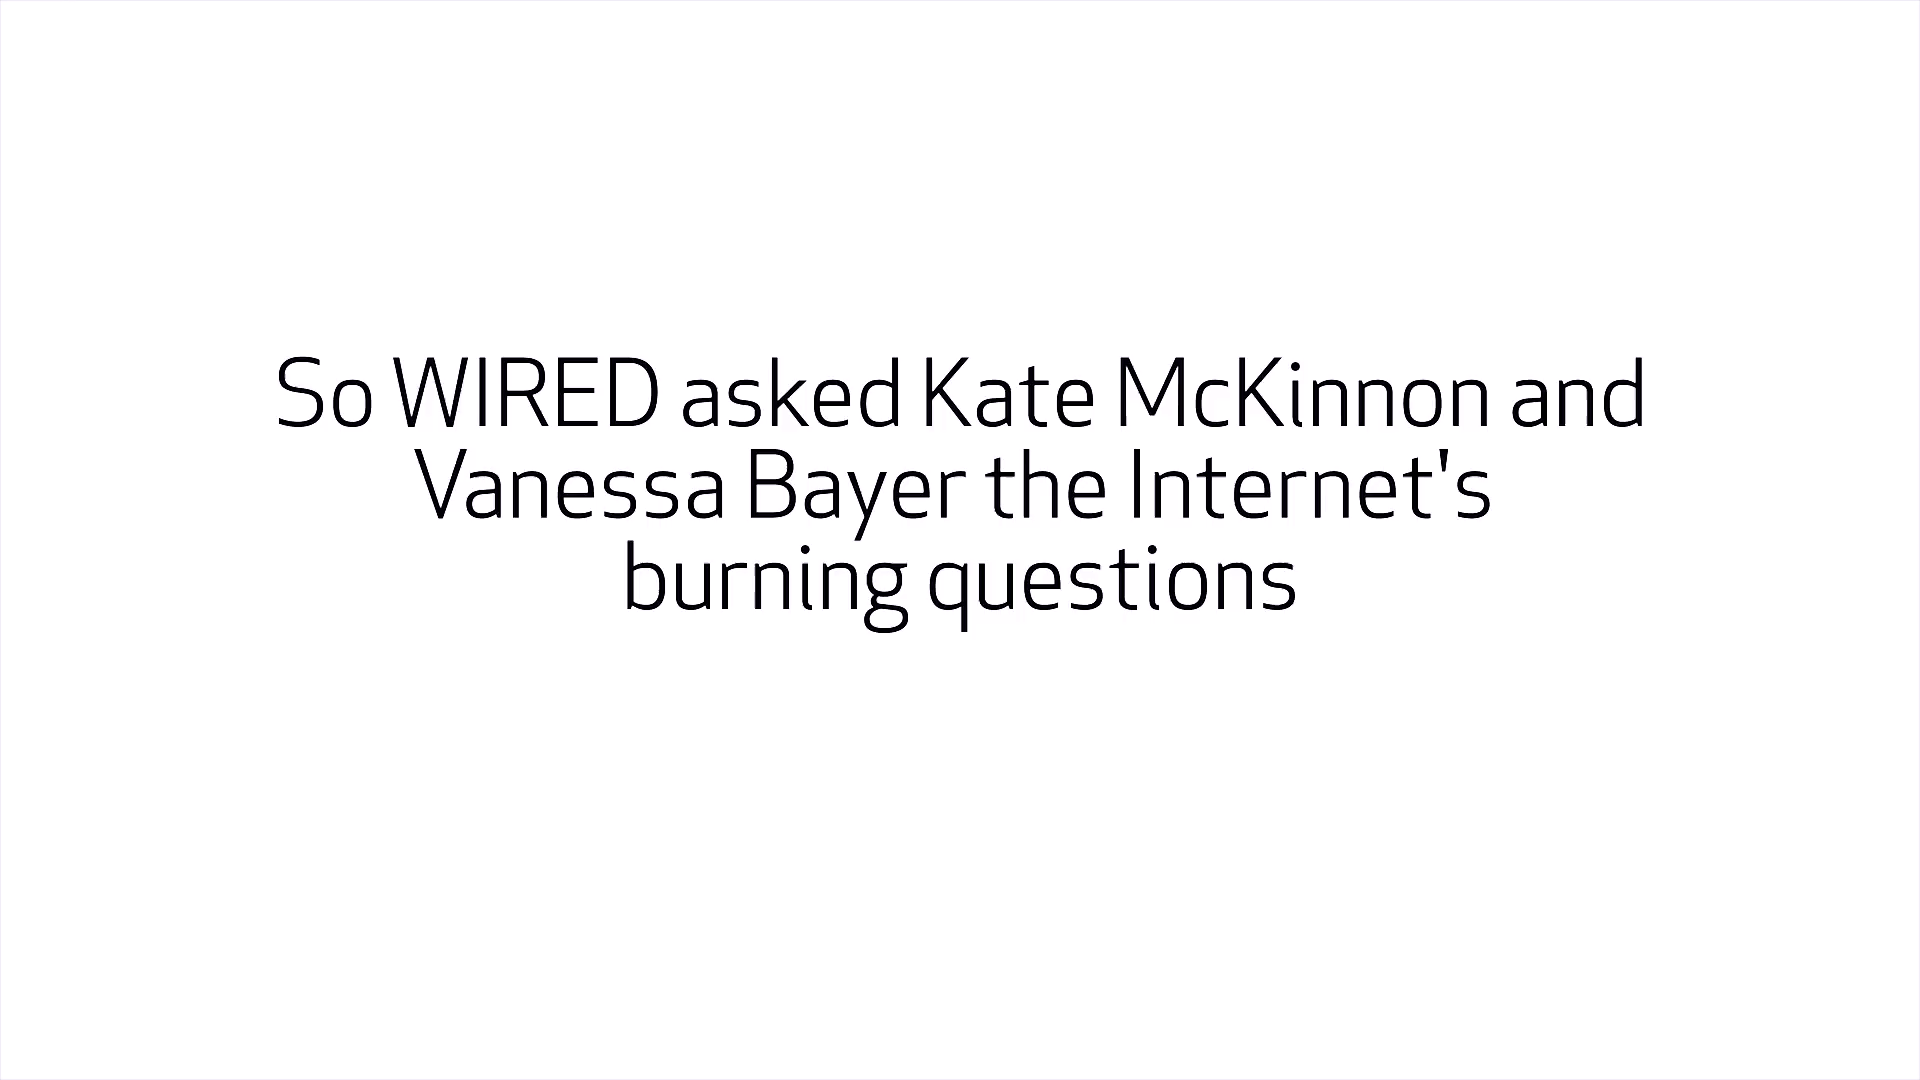 So WIRED asked Kate McKinnon and
Vanessa Bayer the Internet's
burning questions